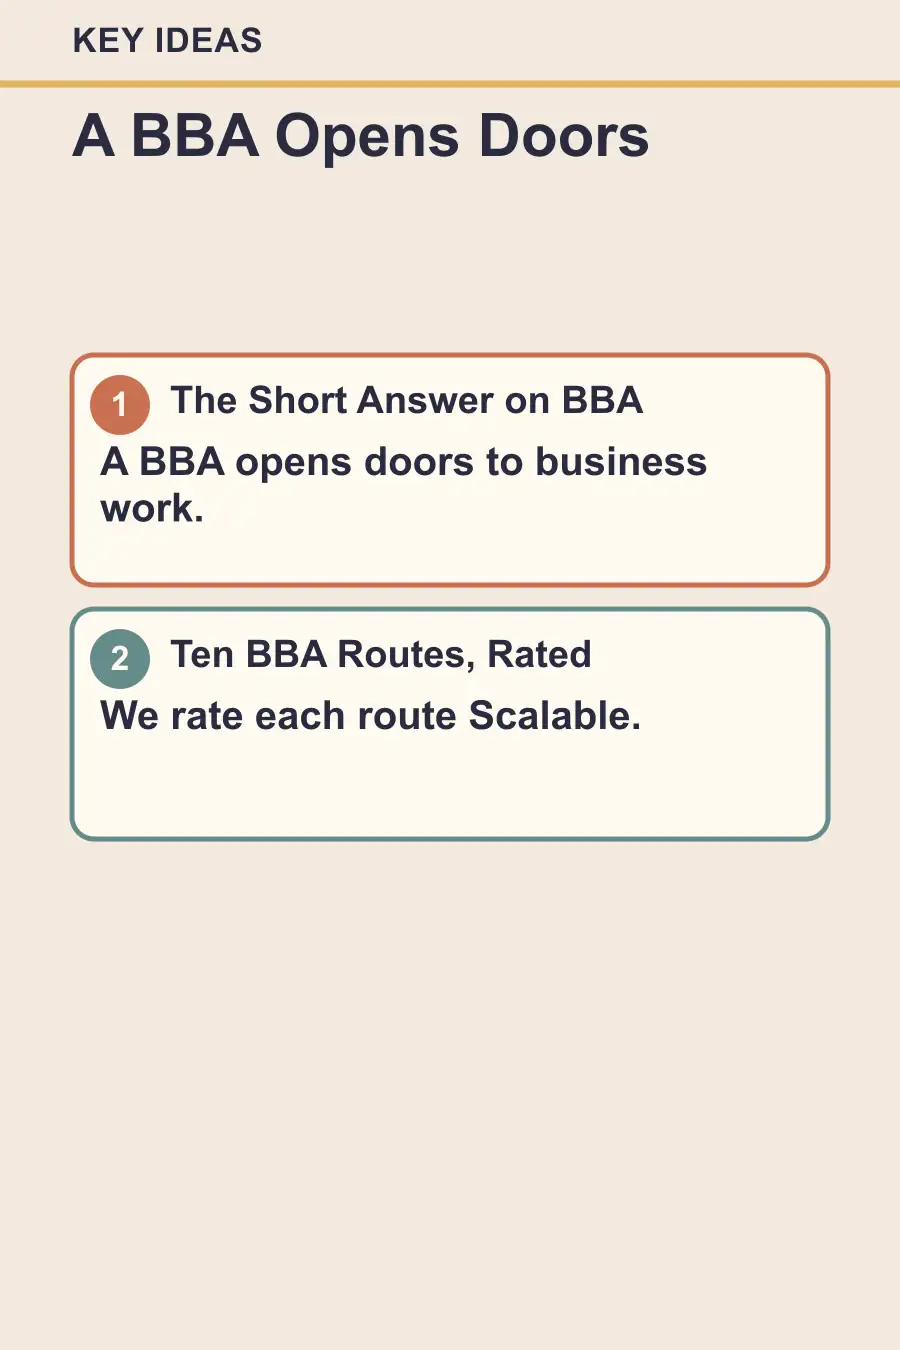 KEY IDEAS
A BBA Opens Doors
1 The Short Answer on BBA
A BBA opens doors to business
work.
2 Ten BBA Routes, Rated
We rate each route Scalable.